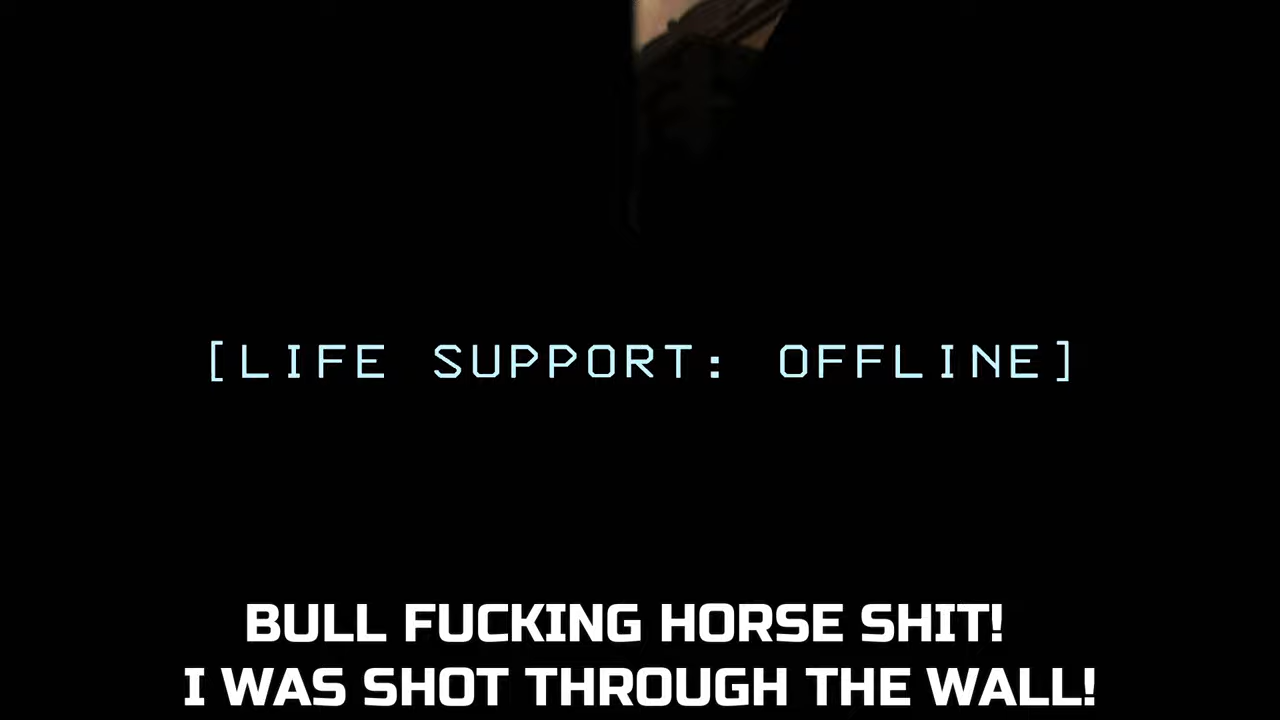 [LIFE SUPPORT: OFFLINE]
BULL FUCKING HORSE SHIT!
I WAS SHOT THROUGH THE WALL!